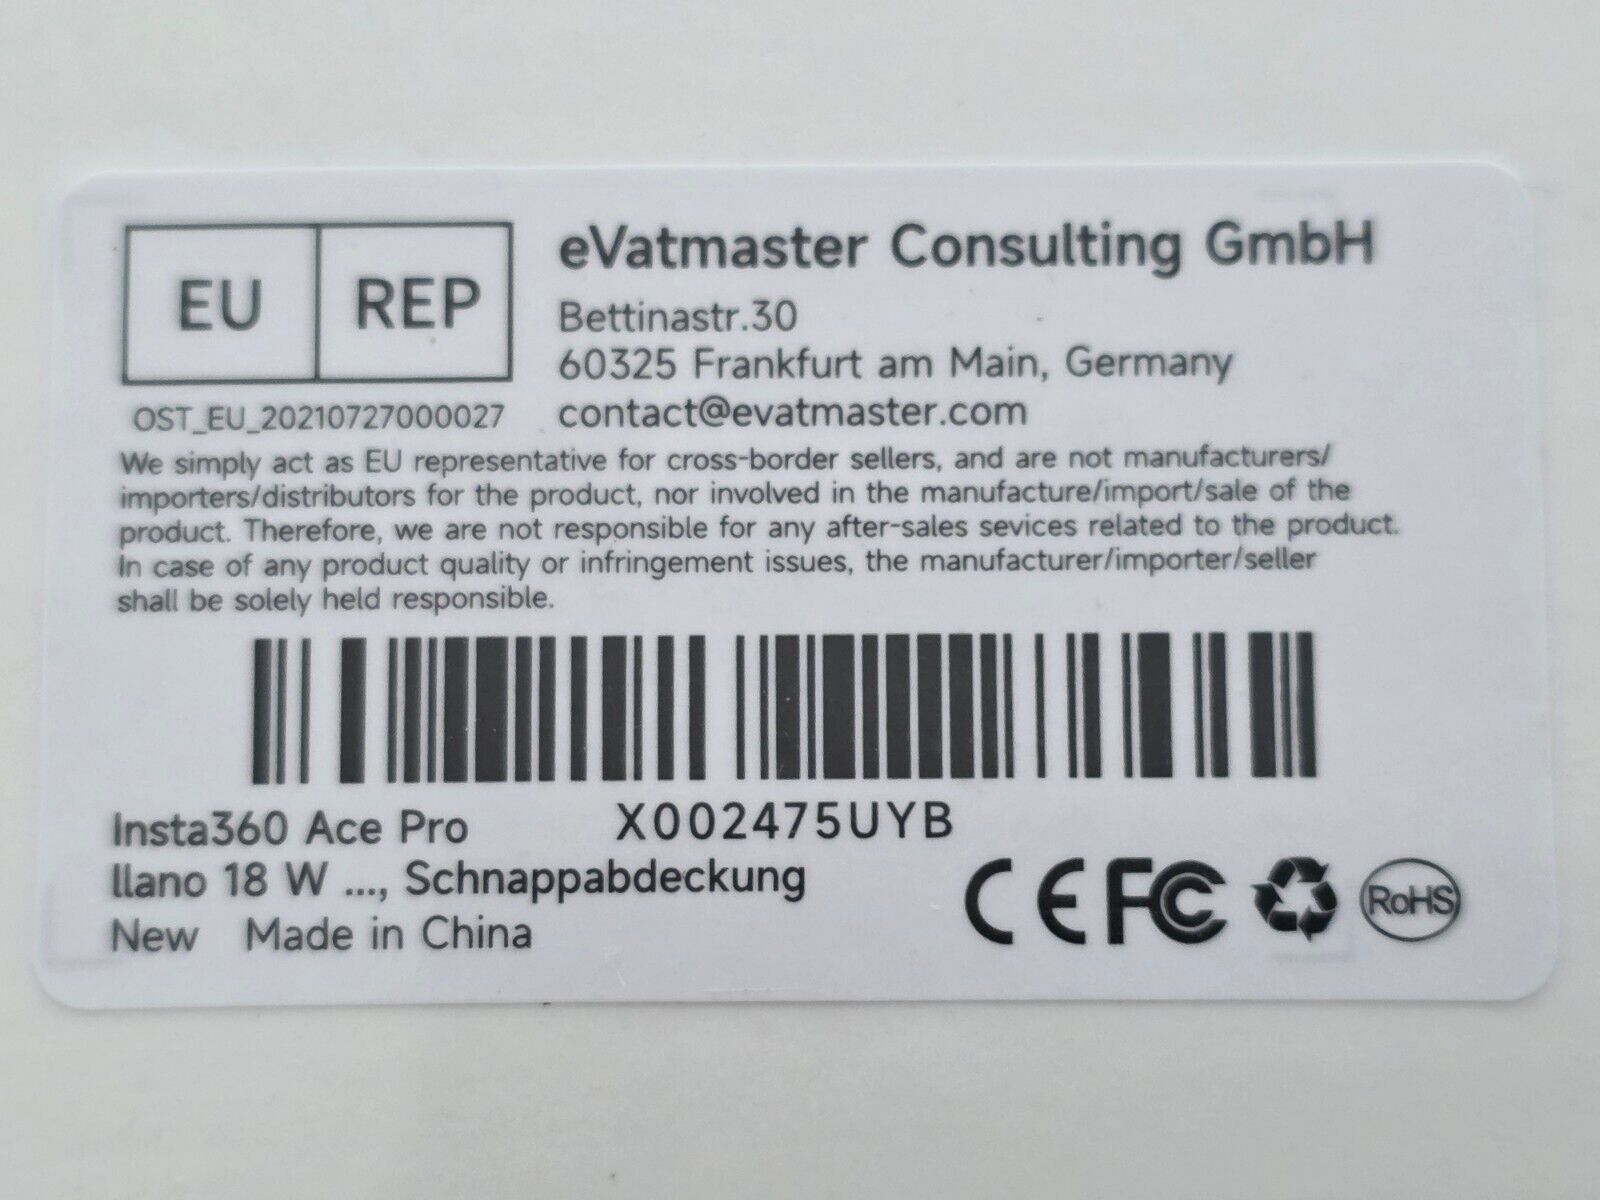 EU REP
OST_EU_20210727000027
eVatmaster Consulting GmbH
Bettinastr.30
60325 Frankfurt am Main, Germany
contact@evatmaster.com
We simply act as EU representative for cross-border sellers, and are not manufacturers/
importers/distributors for the product, nor involved in the manufacture/import/sale of the
product. Therefore, we are not responsible for any after-sales sevices related to the product.
In case of any product quality or infringement issues, the manufacturer/importer/seller
shall be solely held responsible.
X002475UYB
Insta360 Ace Pro
llano 18 W ..., Schnappabdeckung
New Made in China
CE FC RoHS